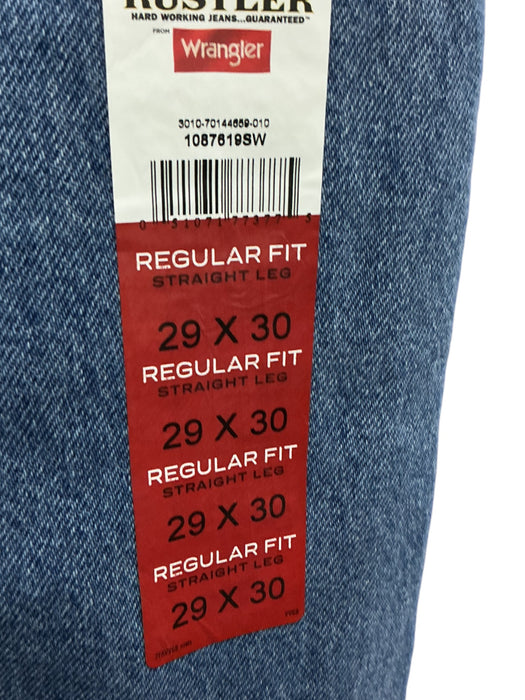 RUSTLER
HARD WORKING JEANS...GUARANTEED™
FROM
Wrangler
3010-70144659-010
1087619SW
REGULAR FIT
STRAIGHT LEG
29 X 30
REGULAR FIT
STRAIGHT LEG
29 X 30
REGULAR FIT
STRAIGHT LEG
29 X 30
REGULAR FIT
STRAIGHT LEG
29 X 30